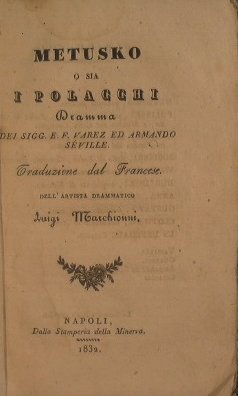 METUSKO
O SIA
I POLACCHI
Dramma
DEI SIGG. E. F. VAREZ ED ARMANDO
SÉVILLE.
Traduzione dal Francese.
DELL'ARTISTA DRAMMATICO
Luigi Marchionni,
NAPOLI,
Dalla Stamperia della Minerva.
1832.